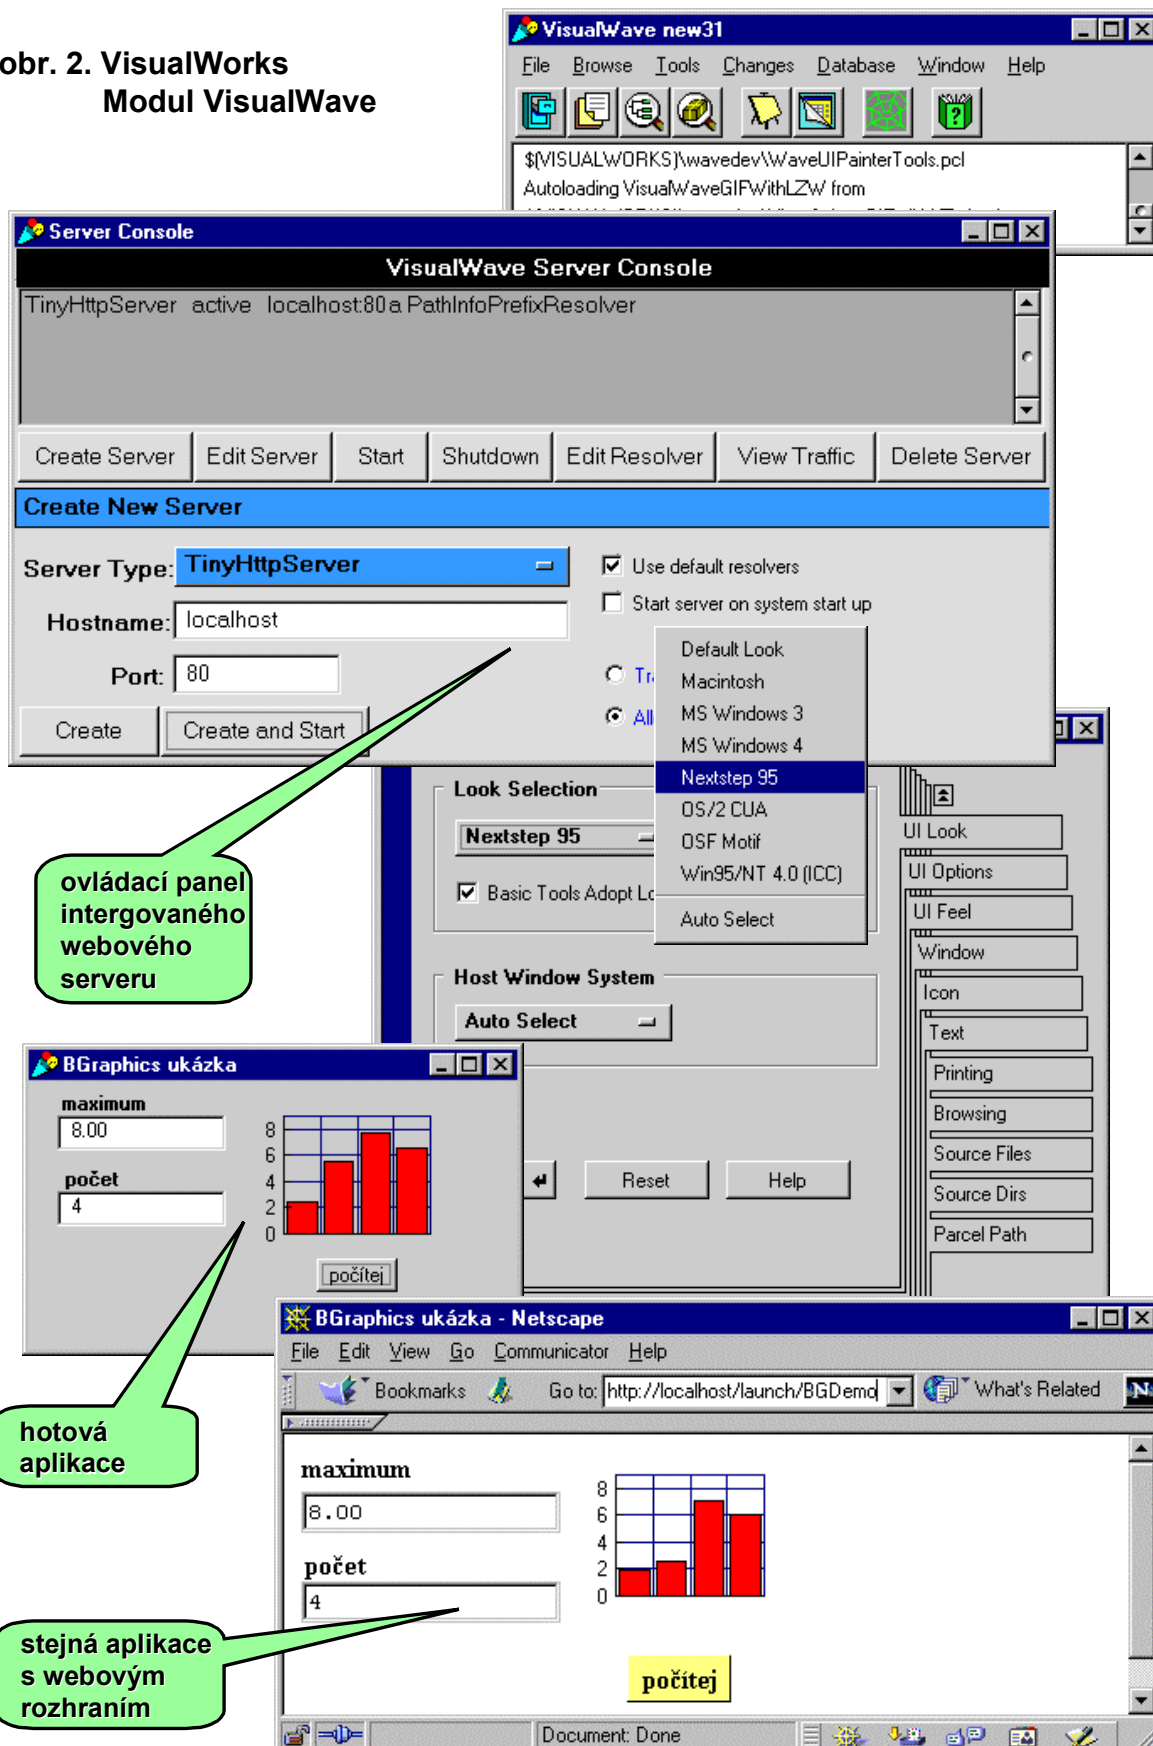 obr. 2. VisualWorks
Modul VisualWave
VisualWave new31
File Browse Tools Changes Database Window Help
$(VISUALWORKS)\wavedev\WaveUIPainterTools.pcl
Autoloading VisualWaveGIFWithLZW from
Server Console
VisualWave Server Console
TinyHttpServer active localhost:80 a PathInfoPrefixResolver
Create Server Edit Server Start Shutdown Edit Resolver View Traffic Delete Server
Create New Server
Server Type: TinyHttpServer
Use default resolvers
Hostname: localhost
Start server on system start up
Port: 80
Create Create and Start
Default Look
Macintosh
MS Windows 3
MS Windows 4
Nextstep 95
OS/2 CUA
OSF Motif
Win95/NT 4.0 (ICC)
Auto Select
Look Selection
Nextstep 95
Basic Tools Adopt
Host Window System
Auto Select
Reset Help
UI Look
UI Options
UI Feel
Window
Icon
Text
Printing
Browsing
Source Files
Source Dirs
Parcel Path
ovládací panel
intergovaného
webového
serveru
BGraphics ukázka
maximum
8.00
počet
4
8
6
4
2
0
počítej
hotová
aplikace
BGraphics ukázka - Netscape
File Edit View Go Communicator Help
Bookmarks Go to: http://localhost/launch/BGDemo What's Related N
maximum
8.00
počet
4
8
6
4
2
0
počítej
stejná aplikace
s webovým
rozhraním
Document: Done